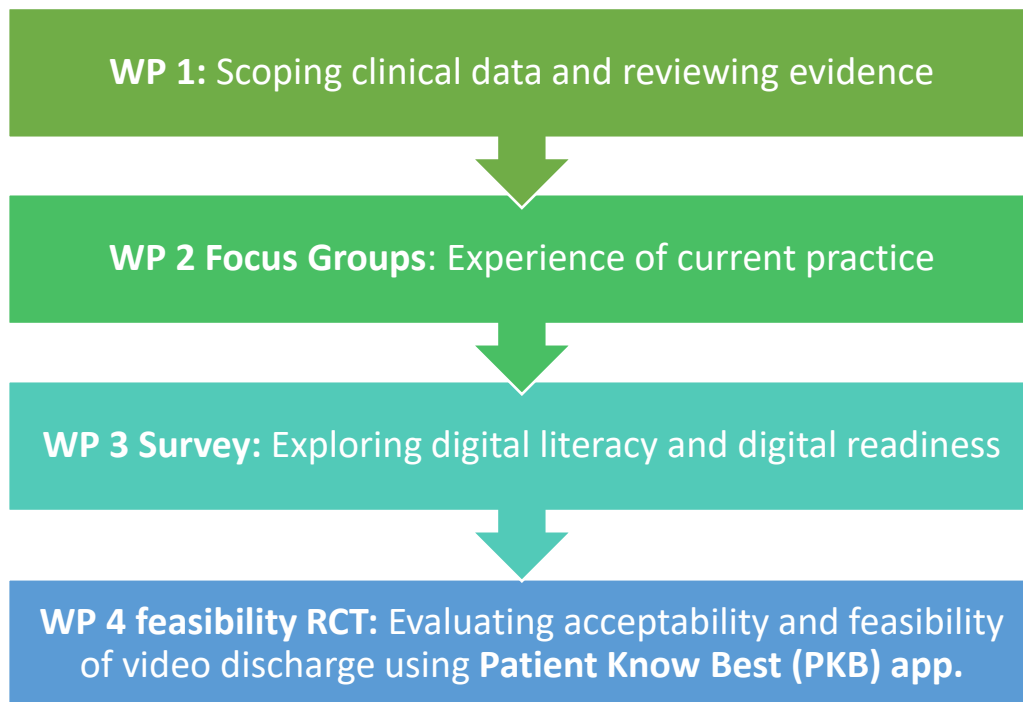 WP 1: Scoping clinical data and reviewing evidence
WP 2 Focus Groups: Experience of current practice
WP 3 Survey: Exploring digital literacy and digital readiness
WP 4 feasibility RCT: Evaluating acceptability and feasibility
of video discharge using Patient Know Best (PKB) app.